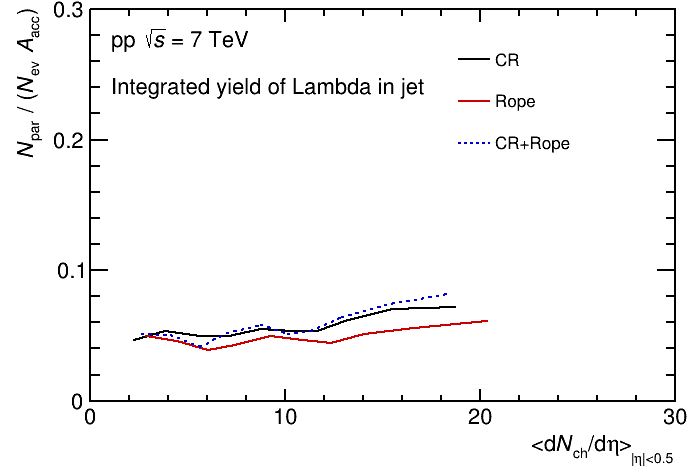 0.3
0.2
0.1
0
N_par / (N_ev A_acc)
pp √s = 7 TeV
Integrated yield of Lambda in jet
CR
Rope
CR+Rope
0 10 20 30
<dN_ch/dη>_|η|<0.5